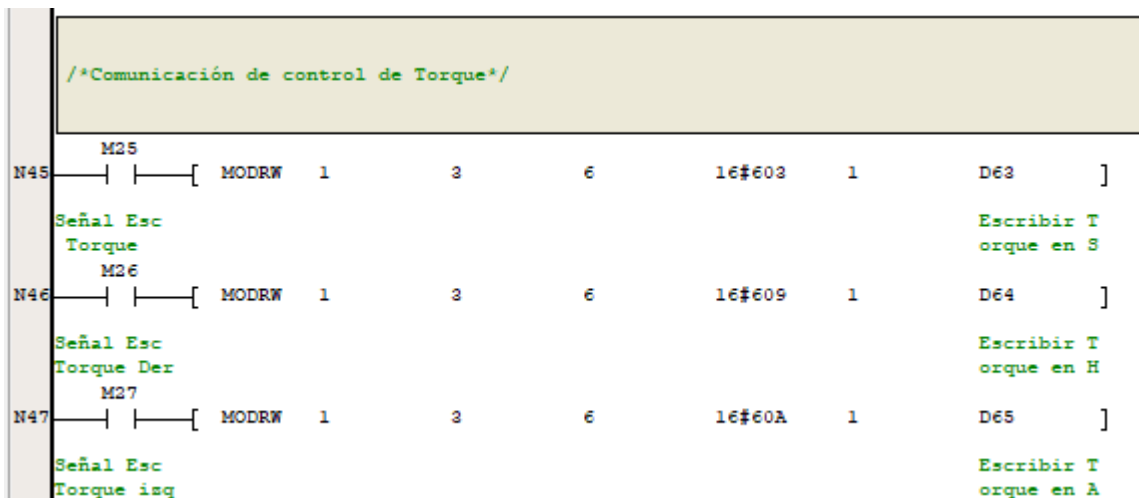 /*Comunicación de control de Torque*/
M25
N45 MODRW 1 3 6 16#603 1 D63
Señal Esc Escribir T
Torque orque en S
M26
N46 MODRW 1 3 6 16#609 1 D64
Señal Esc Escribir T
Torque Der orque en H
M27
N47 MODRW 1 3 6 16#60A 1 D65
Señal Esc Escribir T
Torque izq orque en A